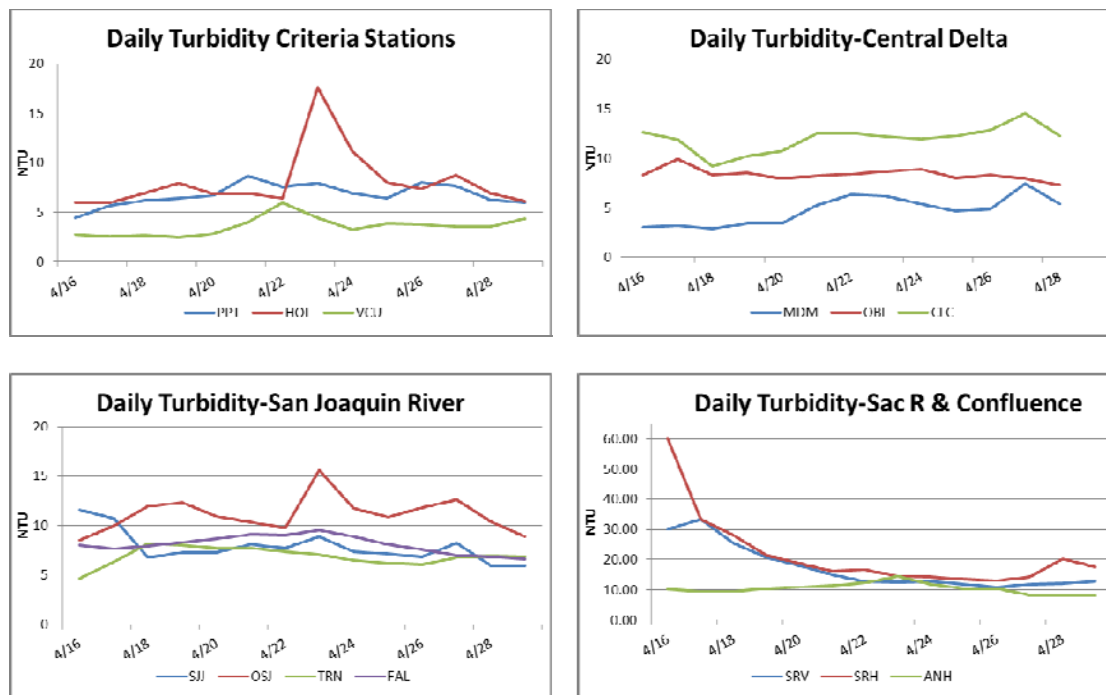 Daily Turbidity Criteria Stations
20
15
10
5
0
NTU
4/16 4/18 4/20 4/22 4/24 4/26 4/28
PPT HOL VCU
Daily Turbidity-Central Delta
20
15
10
5
0
NTU
4/16 4/18 4/20 4/22 4/24 4/26 4/28
MDM OBI CLC
Daily Turbidity-San Joaquin River
20
15
10
5
0
NTU
4/16 4/18 4/20 4/22 4/24 4/26 4/28
SJJ OSJ TRN FAL
Daily Turbidity-Sac R & Confluence
60.00
50.00
40.00
30.00
20.00
10.00
0.00
NTU
4/16 4/18 4/20 4/22 4/24 4/26 4/28
SRV SRH ANH